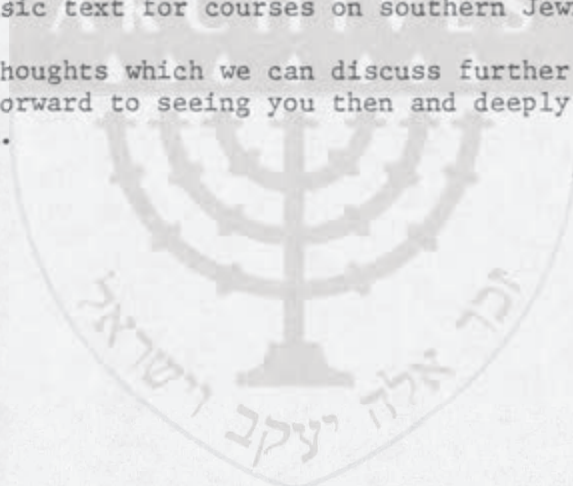 ARCHIVES
sic text for courses on southern Jew
houghts which we can discuss further
orward to seeing you then and deeply
.
זכר אלה יעקב וישראל